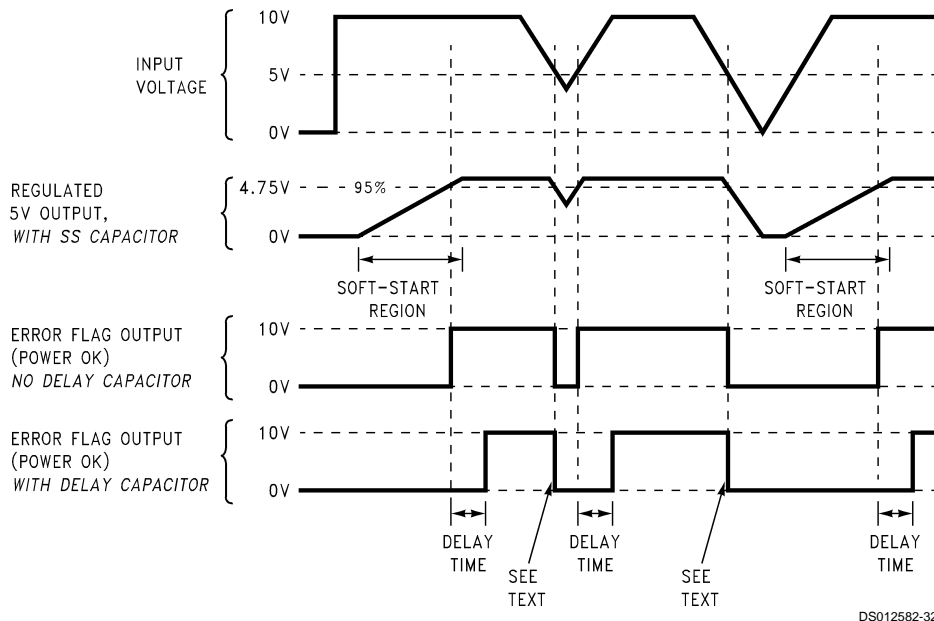 INPUT
VOLTAGE
10V
5V
0V
REGULATED
5V OUTPUT,
WITH SS CAPACITOR
4.75V
95%
0V
SOFT-START
REGION
SOFT-START
REGION
ERROR FLAG OUTPUT
(POWER OK)
NO DELAY CAPACITOR
10V
0V
ERROR FLAG OUTPUT
(POWER OK)
WITH DELAY CAPACITOR
10V
0V
DELAY
TIME
SEE
TEXT
DELAY
TIME
SEE
TEXT
DELAY
TIME
DS012582-32